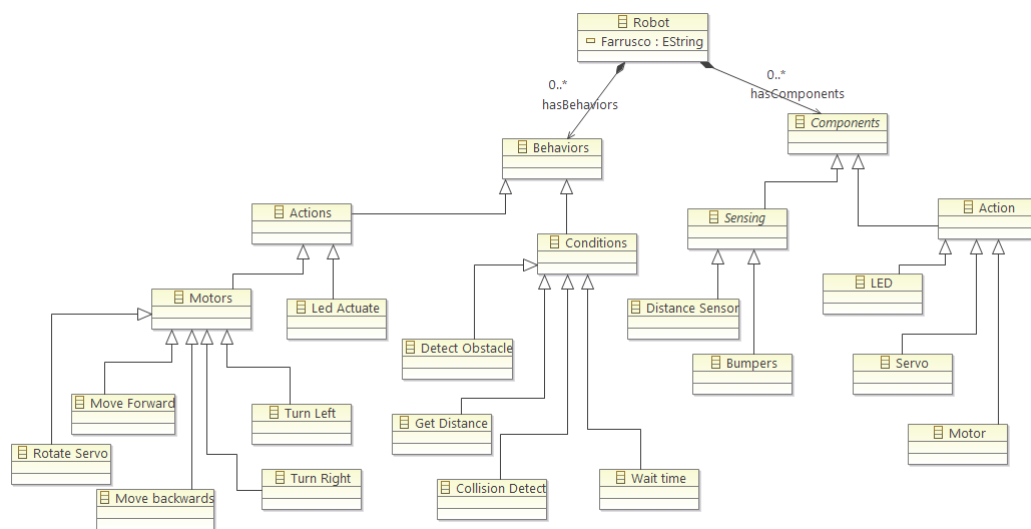 Robot
Farrusco : EString
0..*
hasBehaviors
0..*
hasComponents
Components
Behaviors
Actions
Sensing
Action
Conditions
LED
Motors
Led Actuate
Distance Sensor
Detect Obstacle
Bumpers
Servo
Move Forward
Turn Left
Get Distance
Motor
Rotate Servo
Turn Right
Wait time
Collision Detect
Move backwards